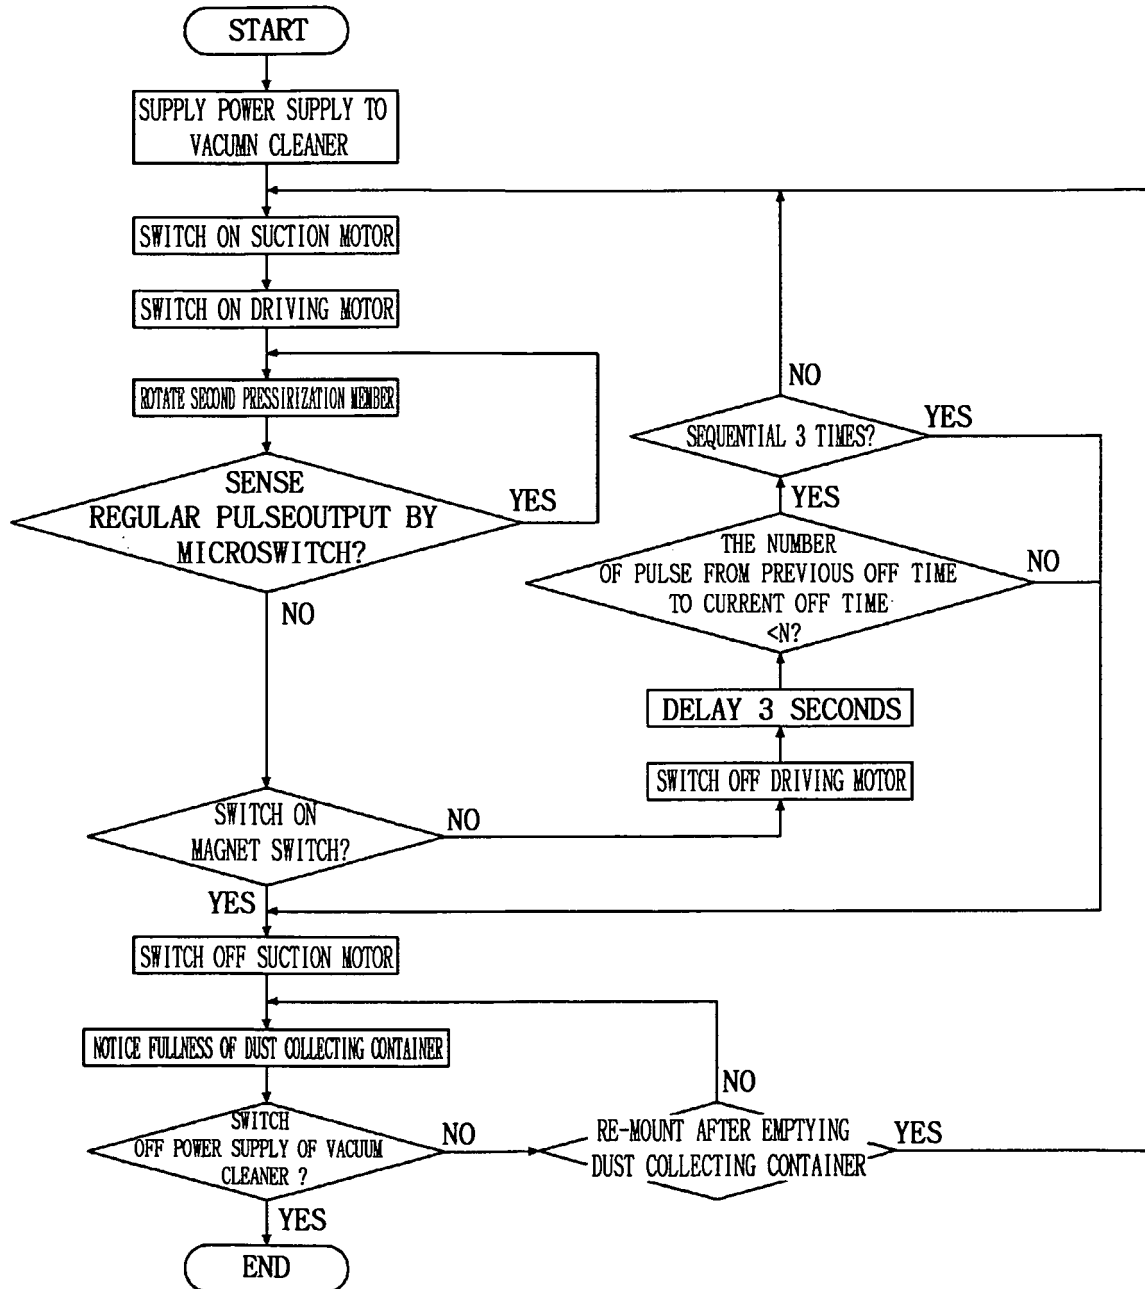 START
SUPPLY POWER SUPPLY TO
VACUMN CLEANER
SWITCH ON SUCTION MOTOR
SWITCH ON DRIVING MOTOR
ROTATE SECOND PRESSIRIZATION MEMBER
SENSE
REGULAR PULSEOUTPUT BY
MICROSWITCH?
YES
NO
SWITCH ON
MAGNET SWITCH?
NO
YES
SWITCH OFF DRIVING MOTOR
DELAY 3 SECONDS
THE NUMBER
OF PULSE FROM PREVIOUS OFF TIME
TO CURRENT OFF TIME
<N?
NO
YES
SEQUENTIAL 3 TIMES?
YES
NO
SWITCH OFF SUCTION MOTOR
NOTICE FULLNESS OF DUST COLLECTING CONTAINER
SWITCH
OFF POWER SUPPLY OF VACUUM
CLEANER ?
NO
YES
RE-MOUNT AFTER EMPTYING
DUST COLLECTING CONTAINER
NO
YES
END